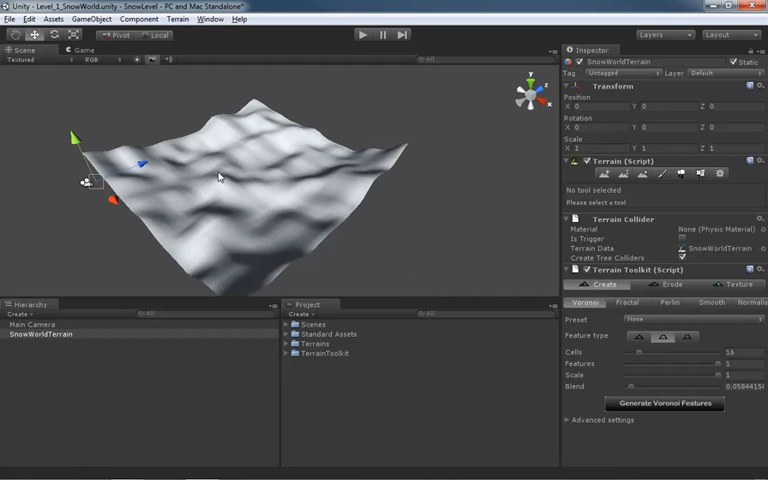 Unity - Level_1_SnowWorld.unity - SnowLevel - PC and Mac Standalone*
File Edit Assets GameObject Component Terrain Window Help
Pivot Local Layers Layout
Scene Game
Textured RGB All
y
z
x
Inspector
SnowWorldTerrain Static
Tag Untagged Layer Default
Transform
Position
X 0 Y 0 Z 0
Rotation
X 0 Y 0 Z 0
Scale
X 1 Y 1 Z 1
Terrain (Script)
No tool selected
Please select a tool
Terrain Collider
Material None (Physic Material)
Is Trigger
Terrain Data SnowWorldTerrain
Create Tree Colliders
Terrain Toolkit (Script)
Create Erode Texture
Voronoi Fractal Perlin Smooth Normalis
Preset None
Feature type
Cells 16
Features 1
Scale 1
Blend 0.0584415
Generate Voronoi Features
Advanced settings
Hierarchy
Create All
Main Camera
SnowWorldTerrain
Project
Create All
Scenes
Standard Assets
Terrains
TerrainToolkit